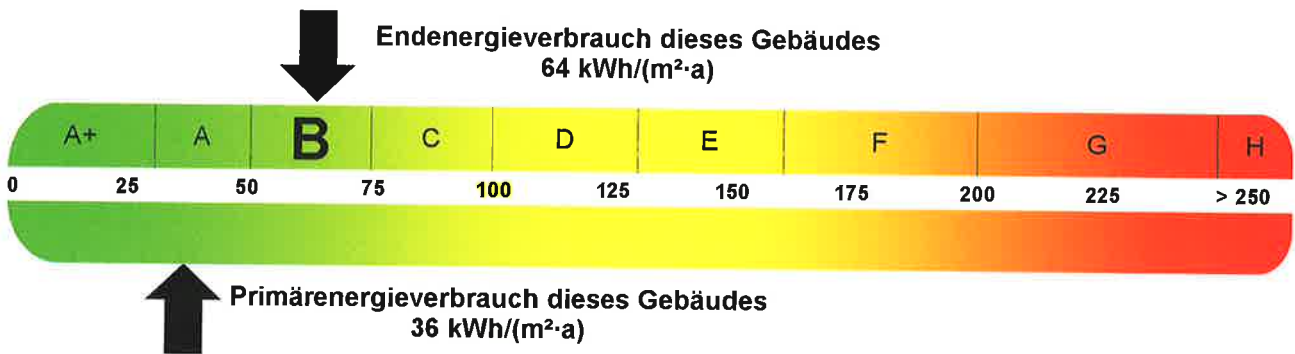 Endenergieverbrauch dieses Gebäudes
64 kWh/(m²·a)
A+ A B C D E F G H
0 25 50 75 100 125 150 175 200 225 > 250
Primärenergieverbrauch dieses Gebäudes
36 kWh/(m²·a)